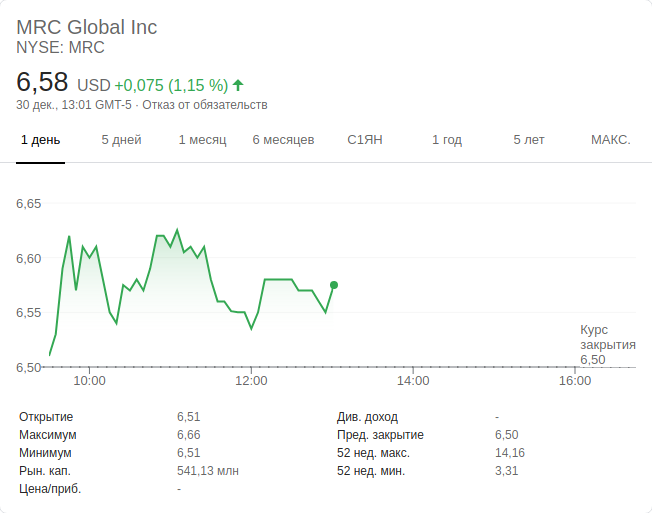 MRC Global Inc
NYSE: MRC
6,58 USD +0,075 (1,15 %)
30 дек., 13:01 GMT-5 · Отказ от обязательств
1 день 5 дней 1 месяц 6 месяцев С1ЯН 1 год 5 лет МАКС.
6,65
6,60
6,55
Курс
закрытия
6,50
6,50
10:00 12:00 14:00 16:00
Открытие 6,51 Див. доход -
Максимум 6,66 Пред. закрытие 6,50
Минимум 6,51 52 нед. макс. 14,16
Рын. кап. 541,13 млн 52 нед. мин. 3,31
Цена/приб. -